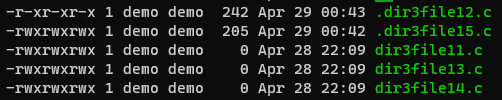 -r-xr-xr-x 1 demo demo 242 Apr 29 00:43 .dir3file12.c
-rwxrwxrwx 1 demo demo 205 Apr 29 00:42 .dir3file15.c
-rwxrwxrwx 1 demo demo 0 Apr 28 22:09 dir3file11.c
-rwxrwxrwx 1 demo demo 0 Apr 28 22:09 dir3file13.c
-rwxrwxrwx 1 demo demo 0 Apr 28 22:09 dir3file14.c